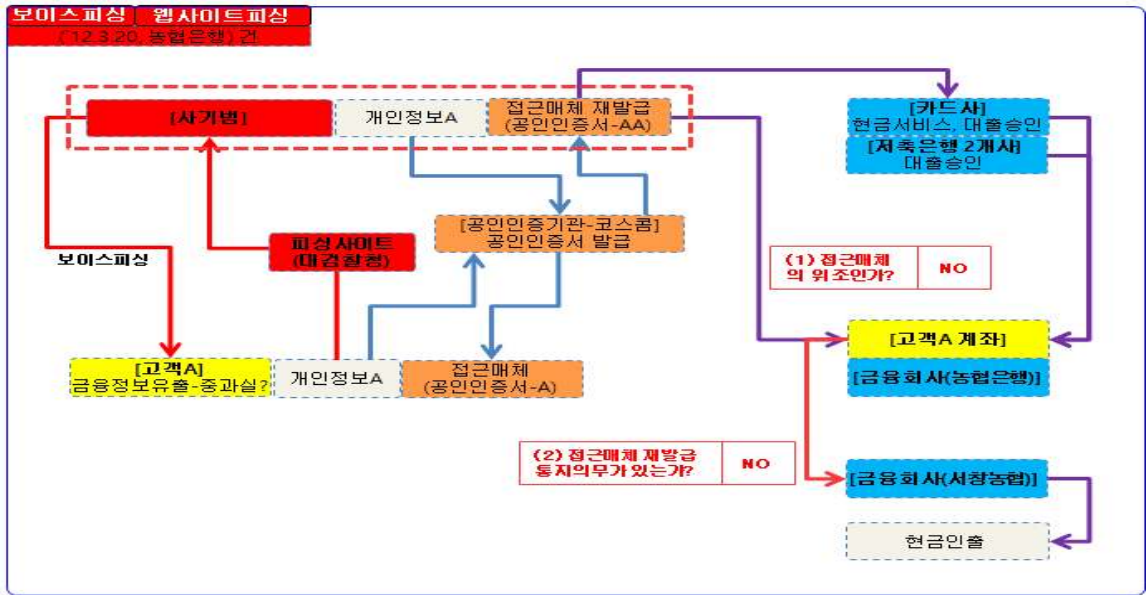 보이스피싱 웹사이트피싱
('12.3.20, 농협은행) 건
[사기범]
개인정보A
접근매체 재발급
(공인인증서-AA)
[카드사]
현금서비스, 대출승인
[저축은행 2개사]
대출승인
[공인인증기관-코스콤]
공인인증서 발급
피싱사이트
(대검찰청)
보이스피싱
(1) 접근매체
의 위조인가?
NO
[고객A]
금융정보유출-중과실?
개인정보A
접근매체
(공인인증서-A)
[고객A 계좌]
[금융회사(농협은행)]
(2) 접근매체 재발급
통지의무가 있는가?
NO
[금융회사(서창농협)]
현금인출